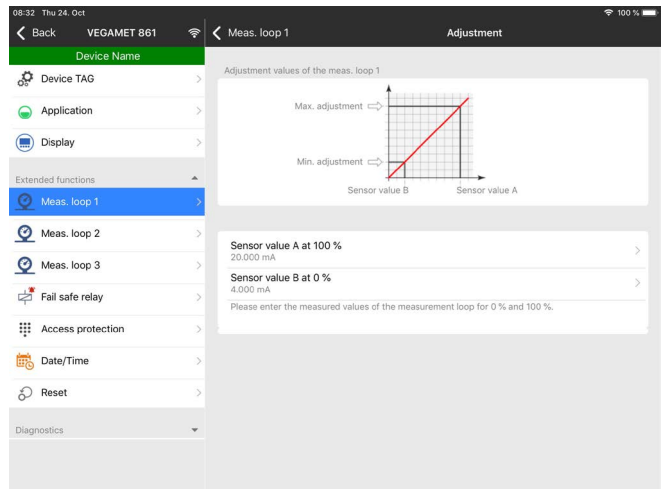 08:32 Thu 24. Oct
100 %
Back VEGAMET 861
Device Name
Device TAG
Application
Display
Extended functions
Meas. loop 1
Meas. loop 2
Meas. loop 3
Fail safe relay
Access protection
Date/Time
Reset
Diagnostics
Meas. loop 1 Adjustment
Adjustment values of the meas. loop 1
Max. adjustment
Min. adjustment
Sensor value B Sensor value A
Sensor value A at 100 %
20.000 mA
Sensor value B at 0 %
4.000 mA
Please enter the measured values of the measurement loop for 0 % and 100 %.